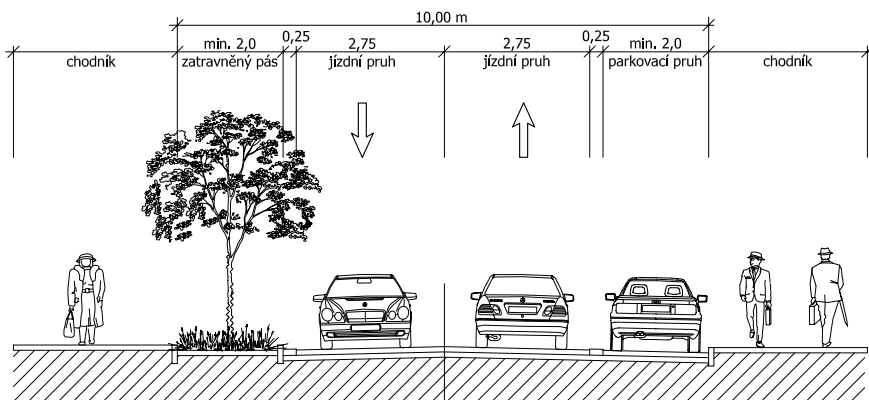 10,00 m
min. 2,0 0,25 2,75 2,75 0,25 min. 2,0
chodník zatravněný pás jízdní pruh jízdní pruh parkovací pruh chodník